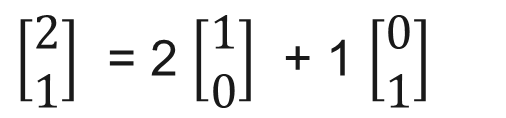 [2 1] = 2 [1 0] + 1 [0 1]